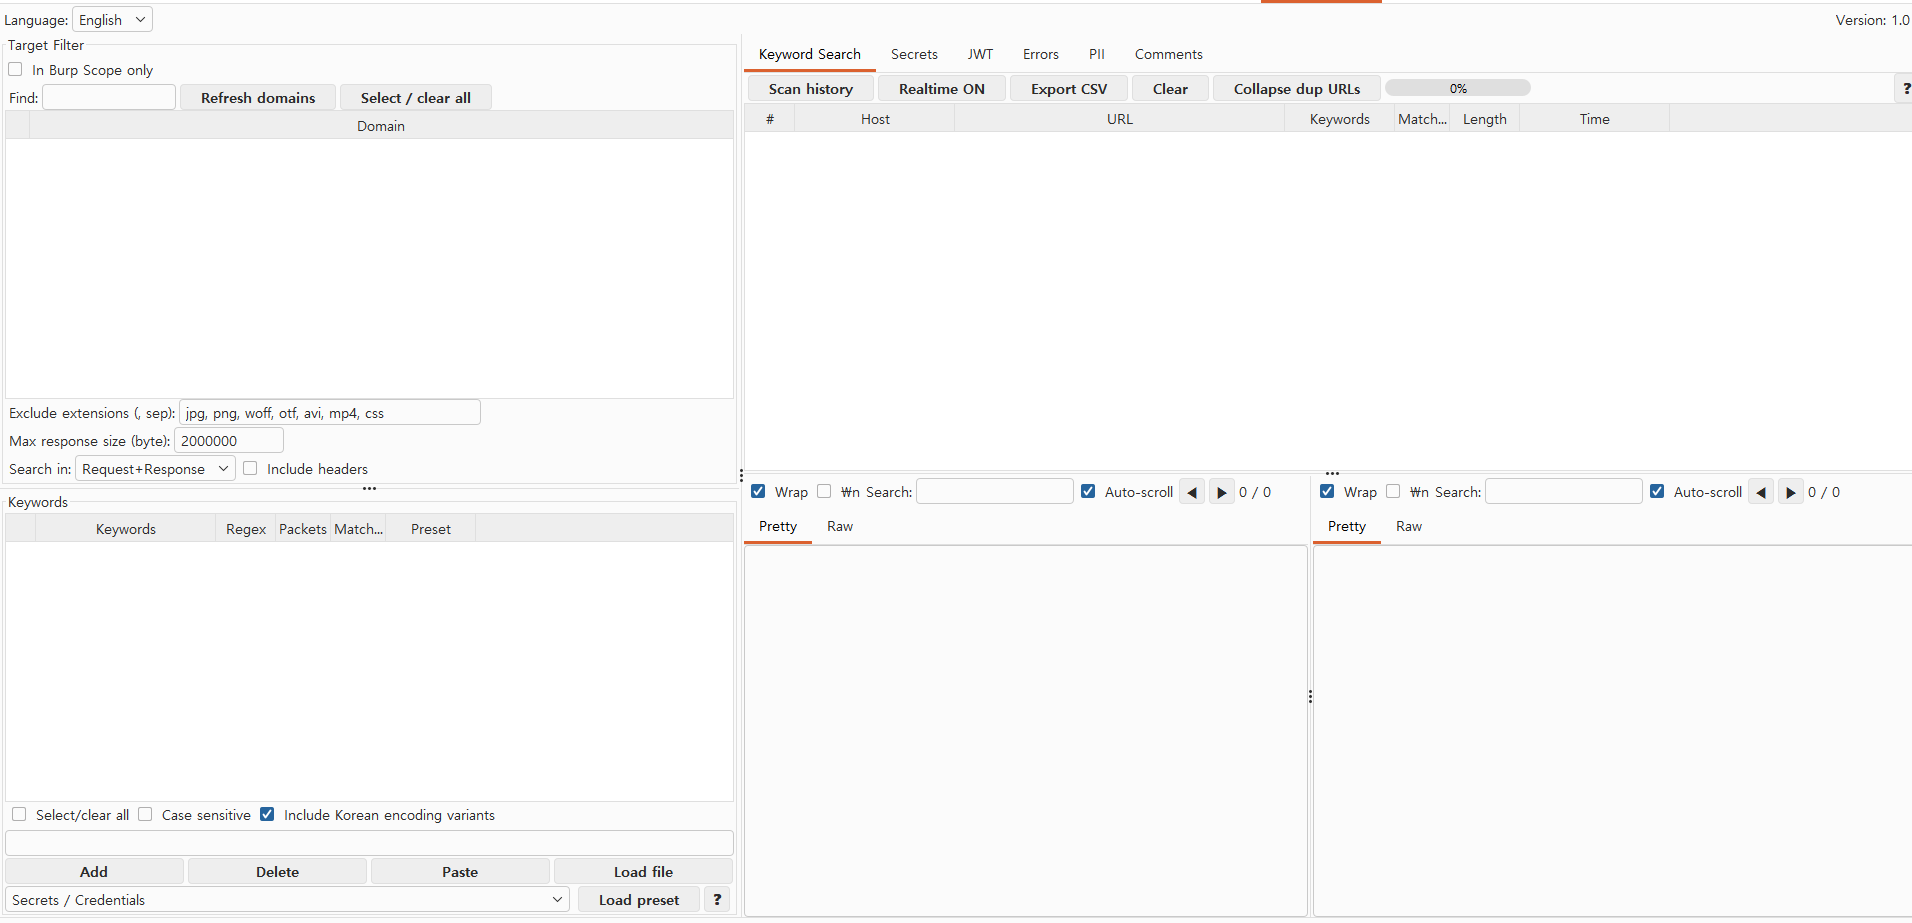 Language: English
Version: 1.0
Target Filter
In Burp Scope only
Find: Refresh domains Select / clear all
Domain
Exclude extensions (, sep): jpg, png, woff, otf, avi, mp4, css
Max response size (byte): 2000000
Search in: Request+Response Include headers
Keywords
Keywords Regex Packets Match... Preset
Select/clear all Case sensitive Include Korean encoding variants
Add Delete Paste Load file
Secrets / Credentials Load preset ?
Keyword Search Secrets JWT Errors PII Comments
Scan history Realtime ON Export CSV Clear Collapse dup URLs 0% ?
# Host URL Keywords Match... Length Time
Wrap ₩n Search: Auto-scroll ◀ ▶ 0 / 0
Pretty Raw
Wrap ₩n Search: Auto-scroll ◀ ▶ 0 / 0
Pretty Raw